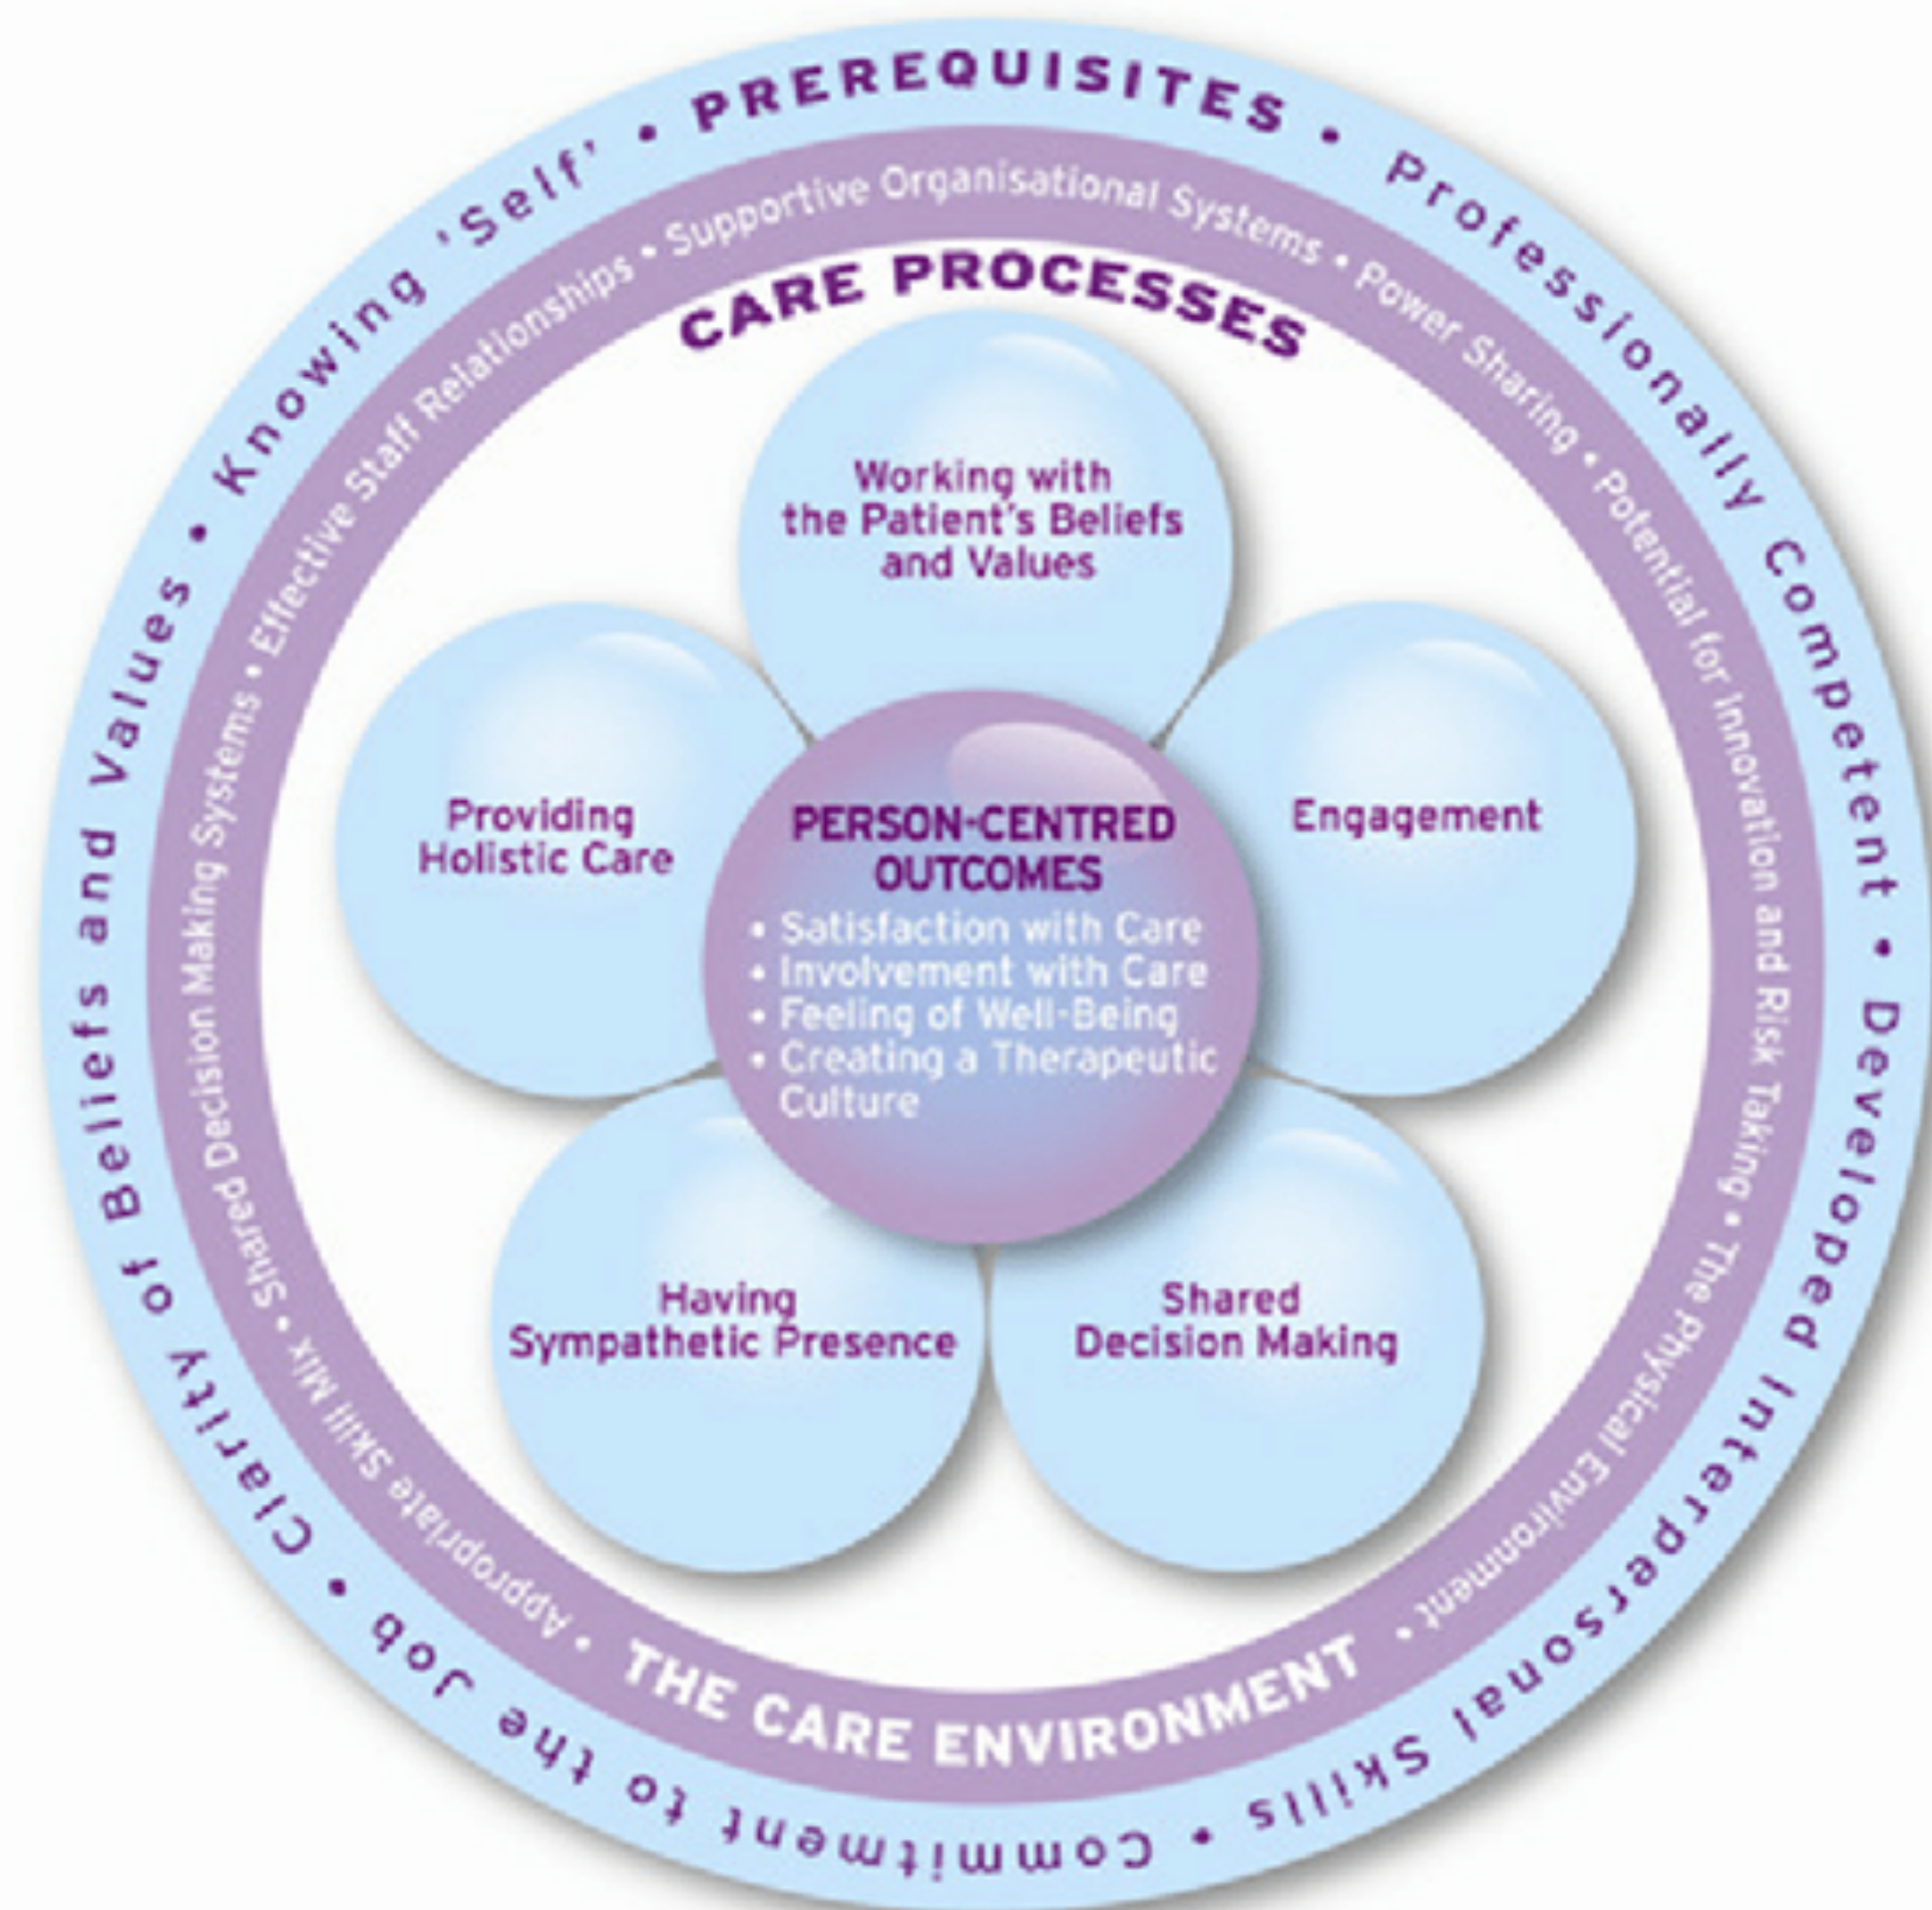 PREREQUISITES • Professionally Competent • Developed Interpersonal Skills • Commitment to the Job • Clarity of Beliefs and Values • Knowing 'Self' •
THE CARE ENVIRONMENT • Appropriate Skill Mix • Shared Decision Making Systems • Effective Staff Relationships • Supportive Organisational Systems • Power Sharing • Potential for Innovation and Risk Taking • The Physical Environment •
CARE PROCESSES
Working with
the Patient's Beliefs
and Values
Engagement
Shared
Decision Making
Having
Sympathetic Presence
Providing
Holistic Care
PERSON-CENTRED
OUTCOMES
• Satisfaction with Care
• Involvement with Care
• Feeling of Well-Being
• Creating a Therapeutic
Culture